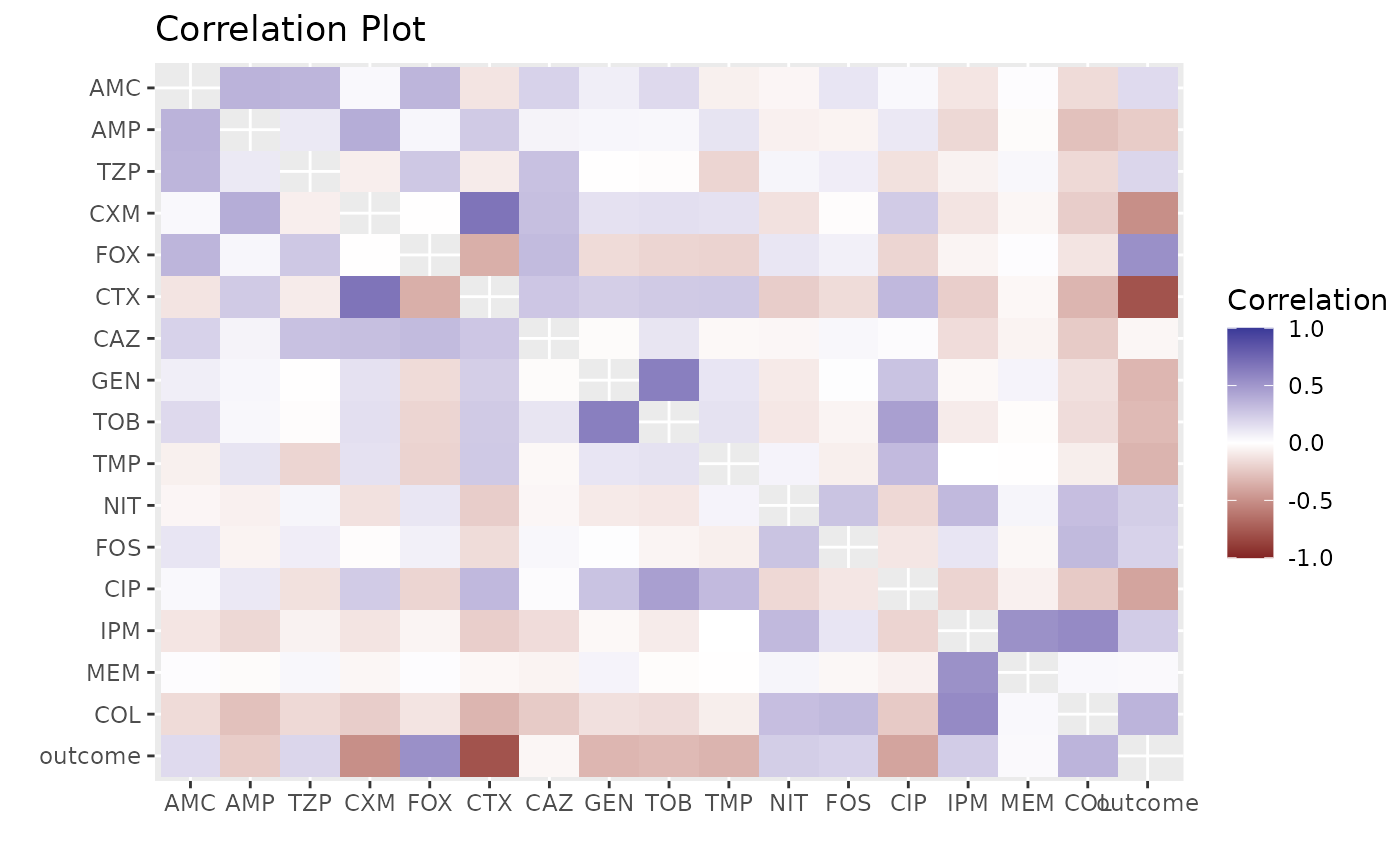 Correlation Plot
AMC
AMP
TZP
CXM
FOX
CTX
CAZ
GEN
TOB
TMP
NIT
FOS
CIP
IPM
MEM
COL
outcome
AMC AMP TZP CXM FOX CTX CAZ GEN TOB TMP NIT FOS CIP IPM MEM COL outcome
Correlation
1.0
0.5
0.0
-0.5
-1.0